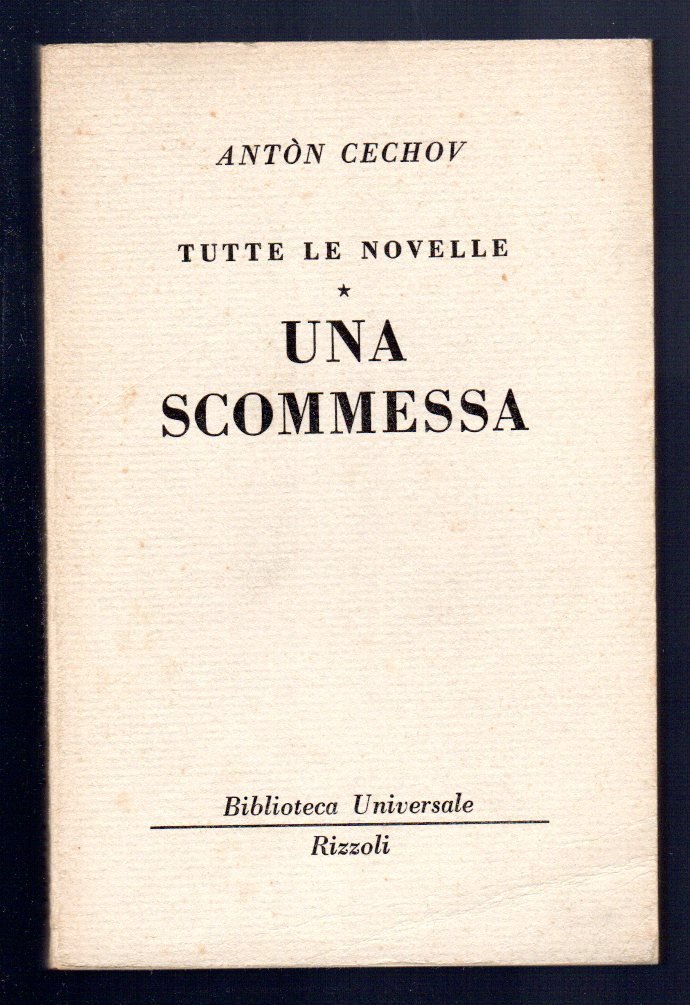 ANTÒN CECHOV
TUTTE LE NOVELLE
★
UNA
SCOMMESSA
Biblioteca Universale
Rizzoli